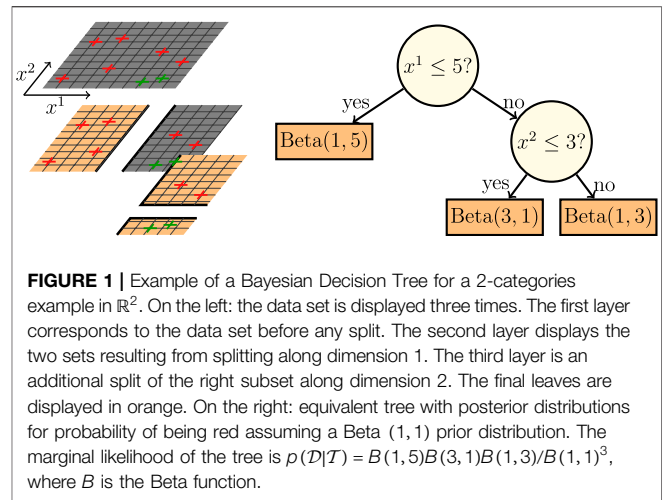 x²
x¹
x¹ ≤ 5?
yes
no
Beta(1, 5)
x² ≤ 3?
yes
no
Beta(3, 1)
Beta(1, 3)
FIGURE 1 | Example of a Bayesian Decision Tree for a 2-categories
example in ℝ². On the left: the data set is displayed three times. The first layer
corresponds to the data set before any split. The second layer displays the
two sets resulting from splitting along dimension 1. The third layer is an
additional split of the right subset along dimension 2. The final leaves are
displayed in orange. On the right: equivalent tree with posterior distributions
for probability of being red assuming a Beta (1, 1) prior distribution. The
marginal likelihood of the tree is p(𝒟|𝒯) = B(1, 5)B(3, 1)B(1, 3)/B(1, 1)³,
where B is the Beta function.